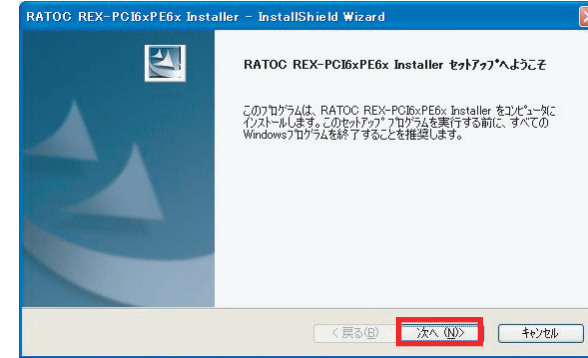 RATOC REX-PCI6xPE6x Installer - InstallShield Wizard
RATOC REX-PCI6xPE6x Installer ｾｯﾄｱｯﾌﾟへようこそ
このﾌﾟﾛｸﾞﾗﾑは、RATOC REX-PCI6xPE6x Installer をｺﾝﾋﾟｭｰﾀに
ｲﾝｽﾄｰﾙします。このｾｯﾄｱｯﾌﾟ ﾌﾟﾛｸﾞﾗﾑを実行する前に、すべての
Windowsﾌﾟﾛｸﾞﾗﾑを終了することを推奨します。
< 戻る(B)
次へ (N)>
ｷｬﾝｾﾙ